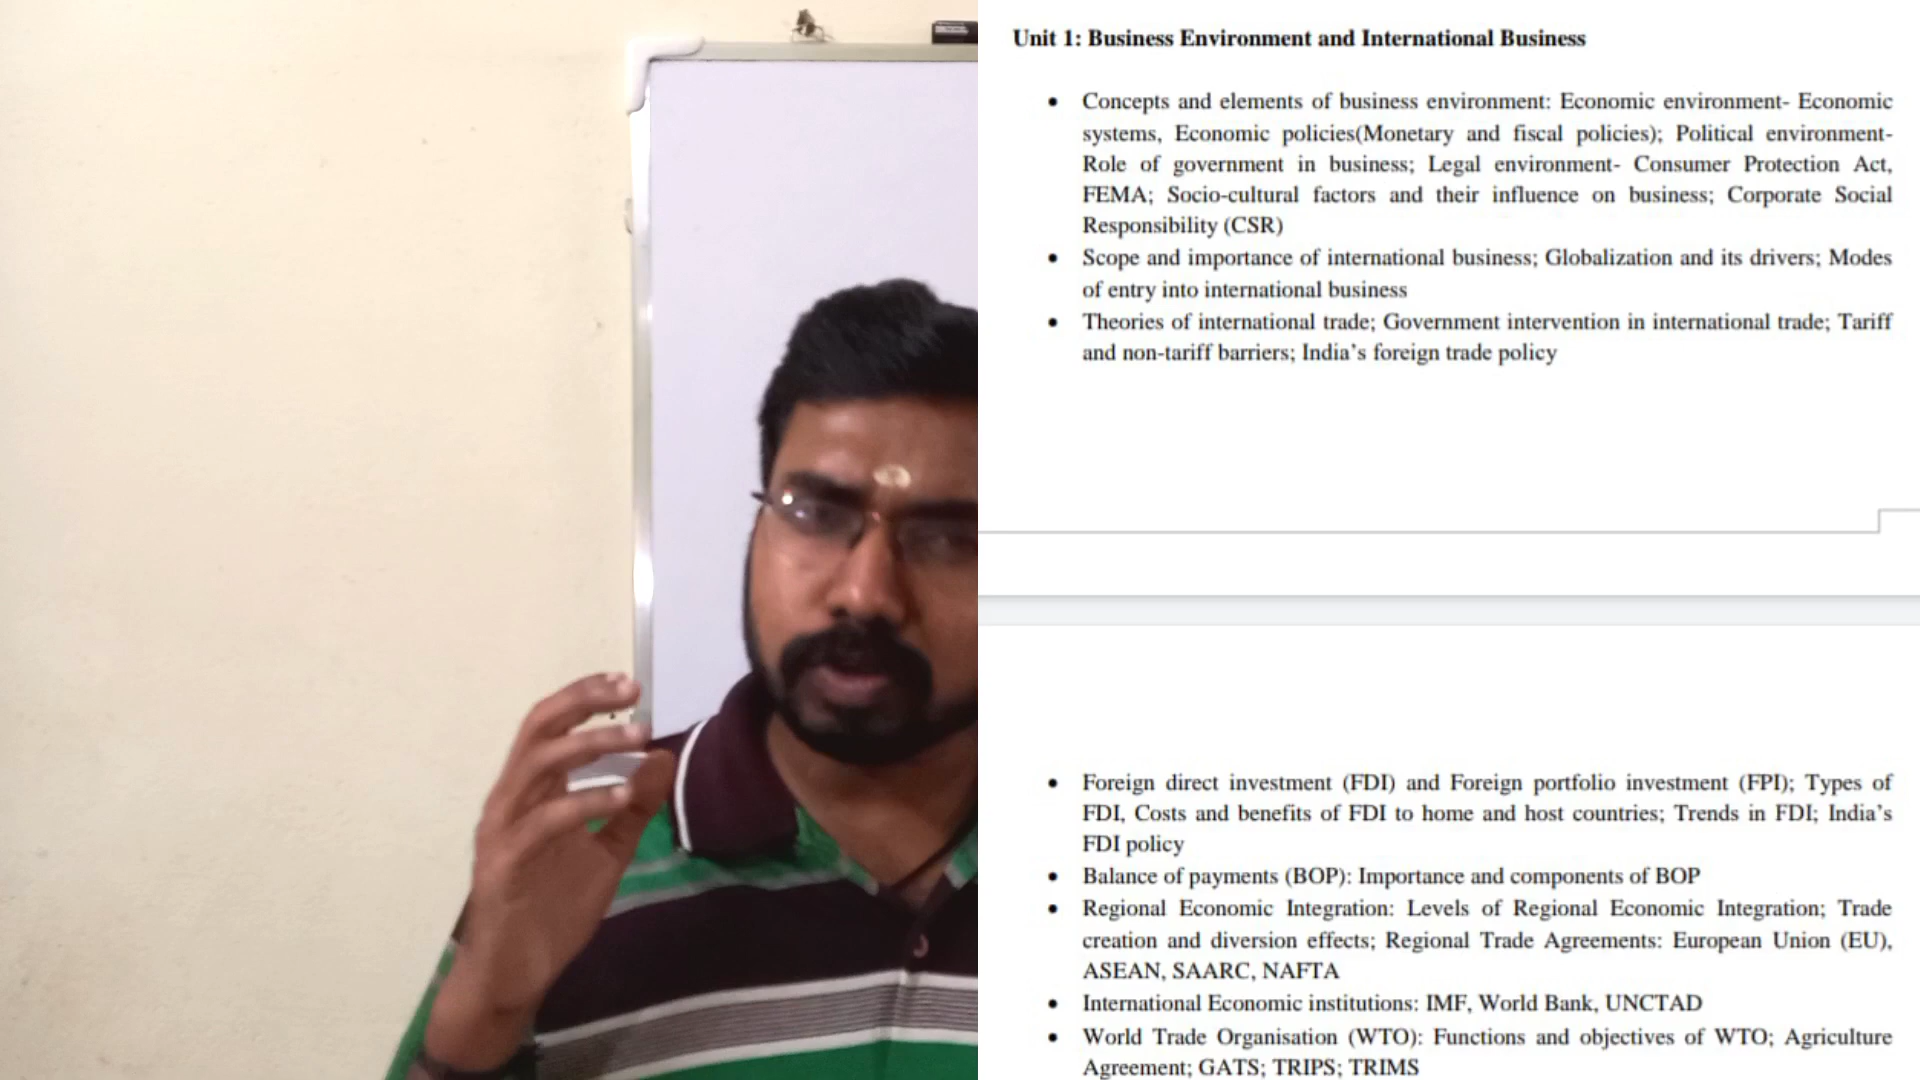 Unit 1: Business Environment and International Business
• Concepts and elements of business environment: Economic environment- Economic
systems, Economic policies(Monetary and fiscal policies); Political environment-
Role of government in business; Legal environment- Consumer Protection Act,
FEMA; Socio-cultural factors and their influence on business; Corporate Social
Responsibility (CSR)
• Scope and importance of international business; Globalization and its drivers; Modes
of entry into international business
• Theories of international trade; Government intervention in international trade; Tariff
and non-tariff barriers; India’s foreign trade policy
• Foreign direct investment (FDI) and Foreign portfolio investment (FPI); Types of
FDI, Costs and benefits of FDI to home and host countries; Trends in FDI; India’s
FDI policy
• Balance of payments (BOP): Importance and components of BOP
• Regional Economic Integration: Levels of Regional Economic Integration; Trade
creation and diversion effects; Regional Trade Agreements: European Union (EU),
ASEAN, SAARC, NAFTA
• International Economic institutions: IMF, World Bank, UNCTAD
• World Trade Organisation (WTO): Functions and objectives of WTO; Agriculture
Agreement; GATS; TRIPS; TRIMS